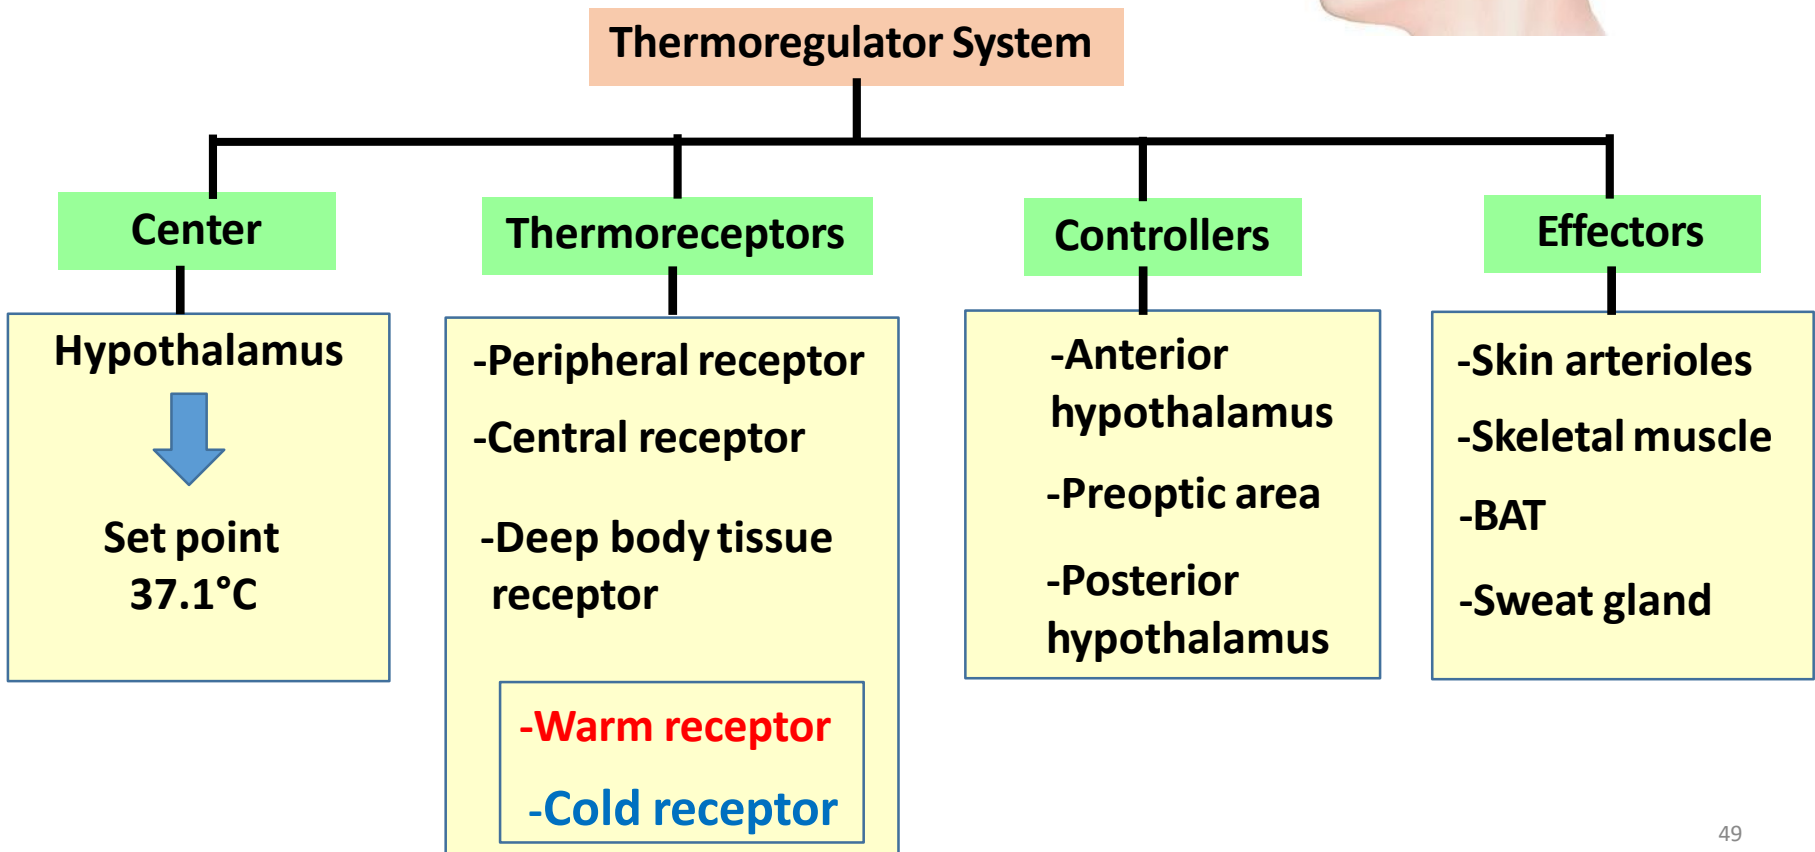 Thermoregulator System
Center
Hypothalamus
Set point
37.1°C
Thermoreceptors
-Peripheral receptor
-Central receptor
-Deep body tissue
receptor
-Warm receptor
-Cold receptor
Controllers
-Anterior
hypothalamus
-Preoptic area
-Posterior
hypothalamus
Effectors
-Skin arterioles
-Skeletal muscle
-BAT
-Sweat gland
49